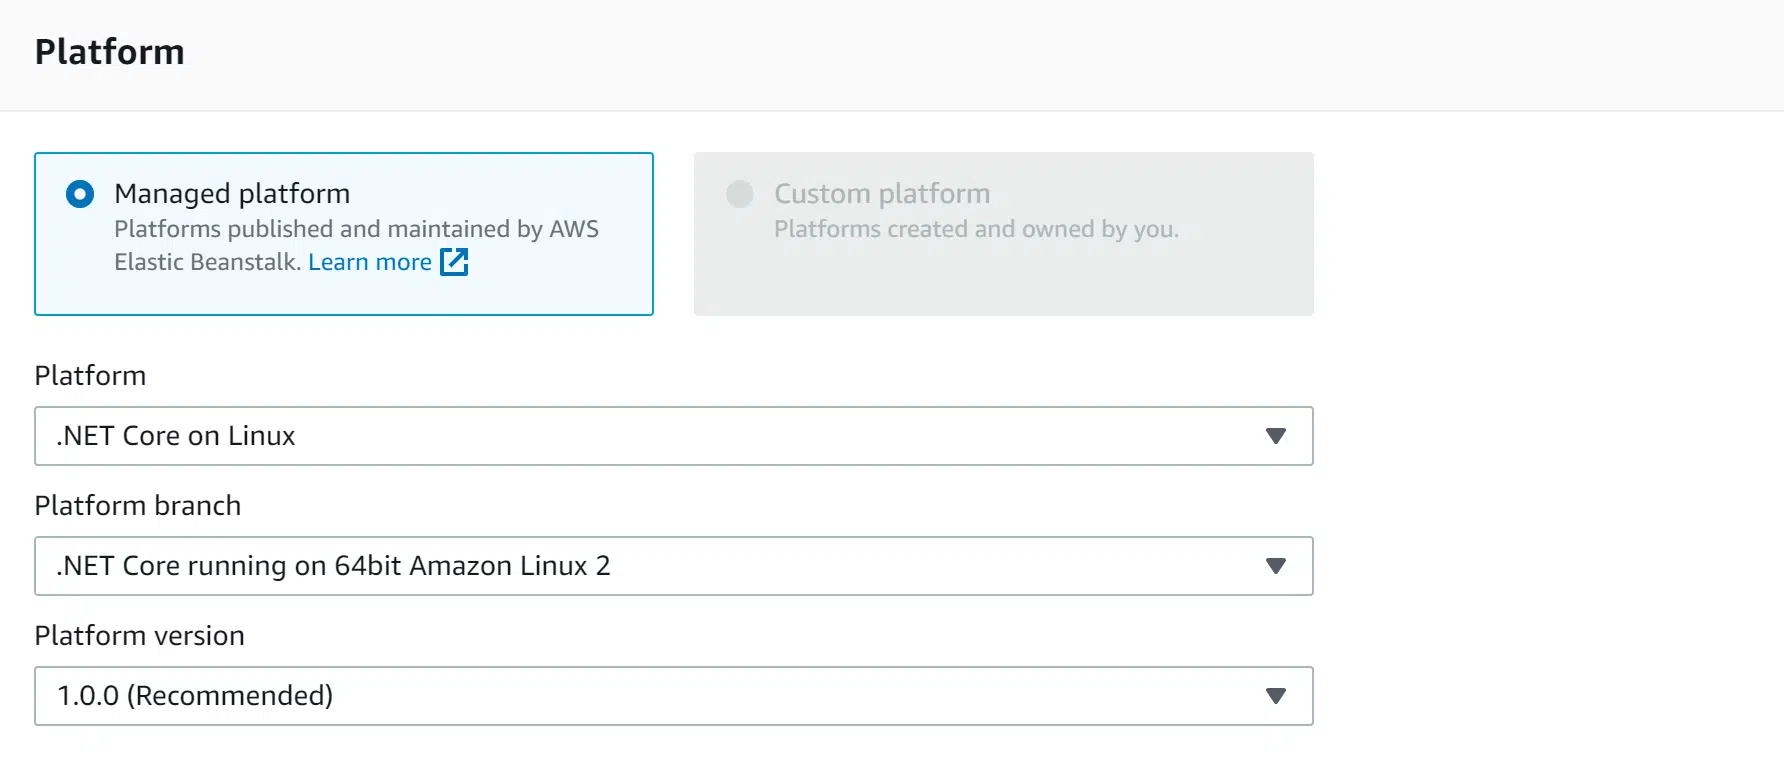 Platform
Managed platform
Platforms published and maintained by AWS
Elastic Beanstalk. Learn more
Custom platform
Platforms created and owned by you.
Platform
.NET Core on Linux
Platform branch
.NET Core running on 64bit Amazon Linux 2
Platform version
1.0.0 (Recommended)